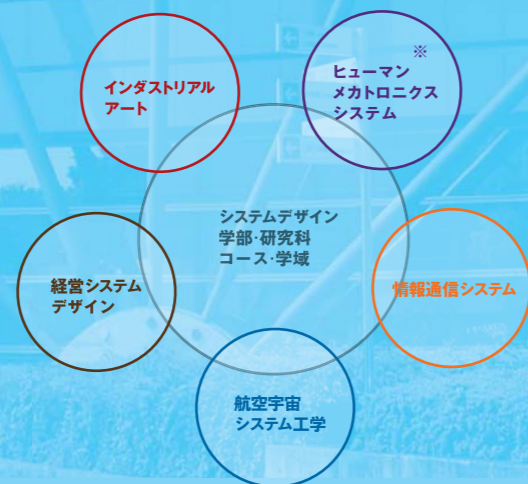 インダストリアル
アート
※
ヒューマン
メカトロニクス
システム
システムデザイン
学部・研究科
コース・学域
経営システム
デザイン
情報通信システム
航空宇宙
システム工学